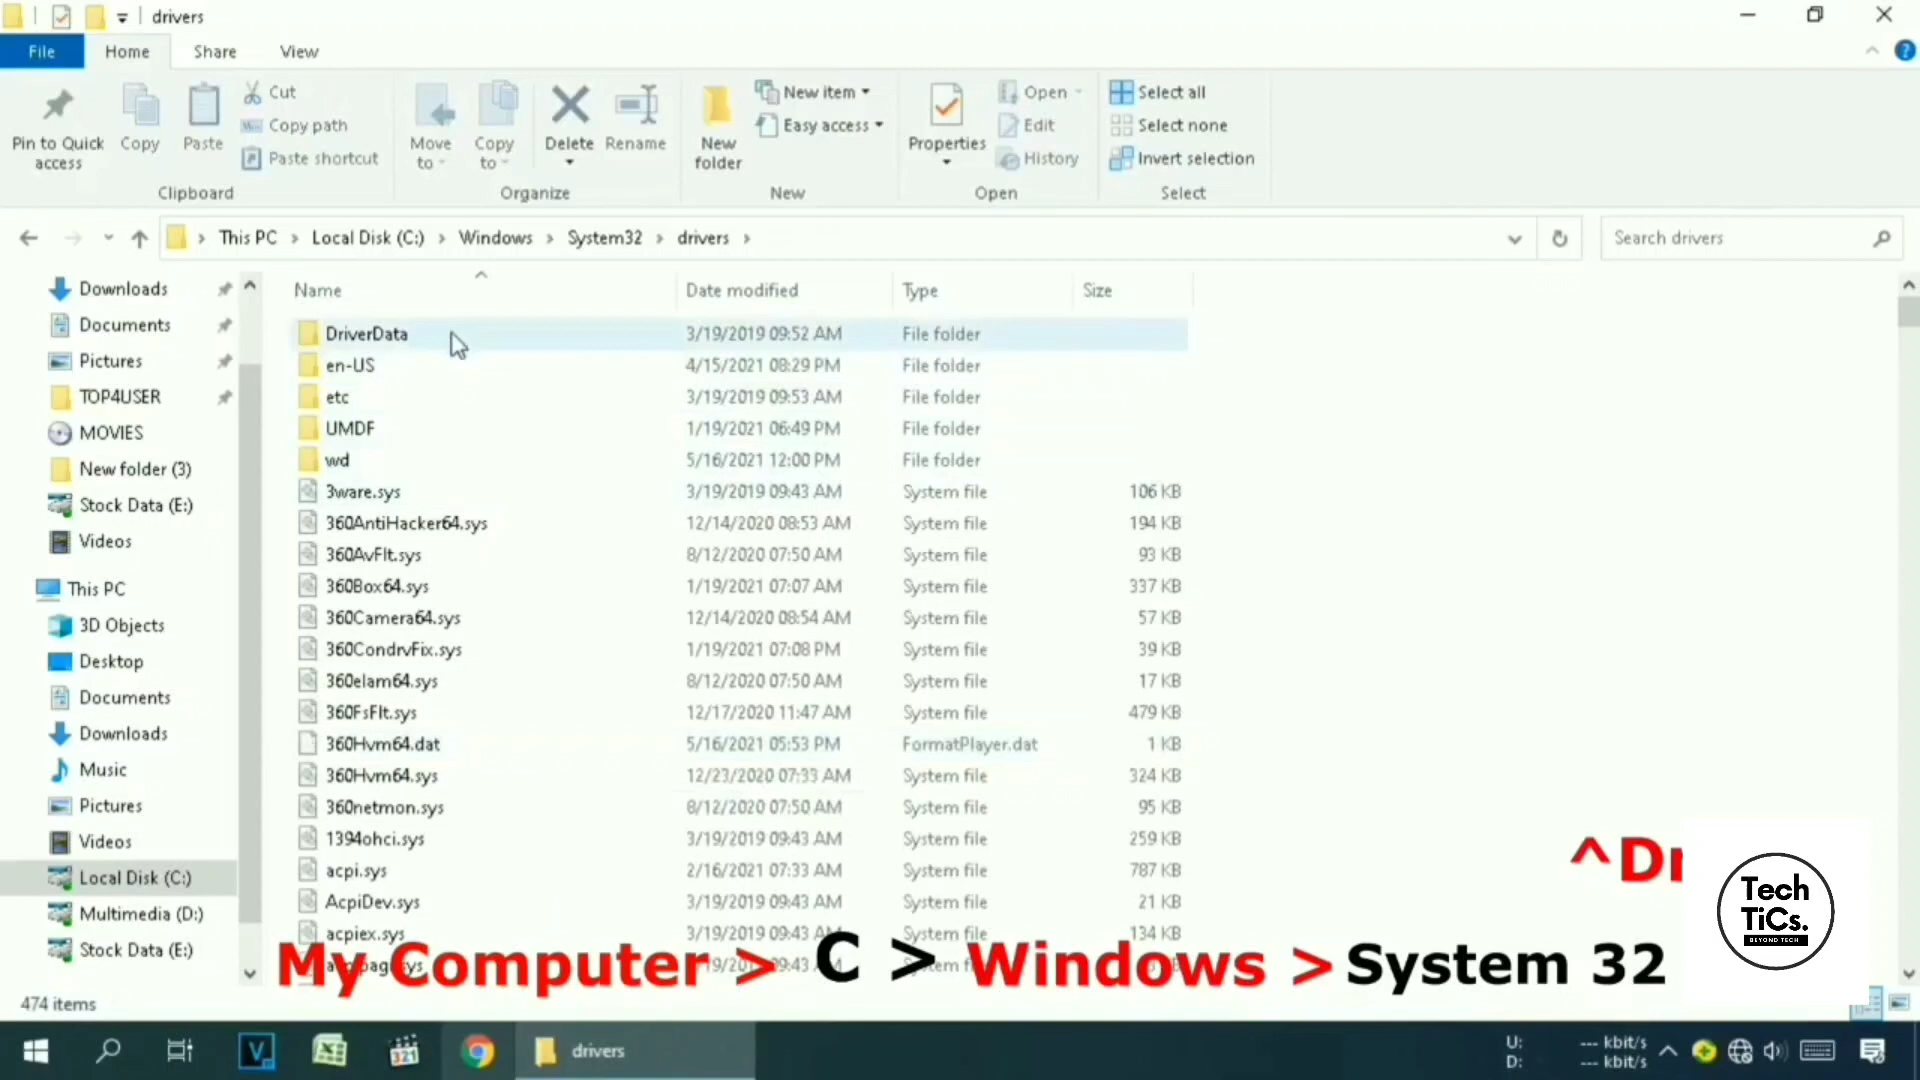 drivers
File Home Share View
Pin to Quick access
Copy
Paste
Cut
Copy path
Paste shortcut
Clipboard
Move to
Copy to
Delete
Rename
Organize
New folder
New item
Easy access
New
Properties
Open
Edit
History
Open
Select all
Select none
Invert selection
Select
This PC > Local Disk (C:) > Windows > System32 > drivers >
Search drivers
Downloads
Documents
Pictures
TOP4USER
MOVIES
New folder (3)
Stock Data (E:)
Videos
This PC
3D Objects
Desktop
Documents
Downloads
Music
Pictures
Videos
Local Disk (C:)
Multimedia (D:)
Stock Data (E:)
Name Date modified Type Size
DriverData 3/19/2019 09:52 AM File folder
en-US 4/15/2021 08:29 PM File folder
etc 3/19/2019 09:53 AM File folder
UMDF 1/19/2021 06:49 PM File folder
wd 5/16/2021 12:00 PM File folder
3ware.sys 3/19/2019 09:43 AM System file 106 KB
360AntiHacker64.sys 12/14/2020 08:53 AM System file 194 KB
360AvFlt.sys 8/12/2020 07:50 AM System file 93 KB
360Box64.sys 1/19/2021 07:07 AM System file 337 KB
360Camera64.sys 12/14/2020 08:54 AM System file 57 KB
360CondrvFix.sys 1/19/2021 07:08 PM System file 39 KB
360elam64.sys 8/12/2020 07:50 AM System file 17 KB
360FsFlt.sys 12/17/2020 11:47 AM System file 479 KB
360Hvm64.dat 5/16/2021 05:53 PM FormatPlayer.dat 1 KB
360Hvm64.sys 12/23/2020 07:33 AM System file 324 KB
360netmon.sys 8/12/2020 07:50 AM System file 95 KB
1394ohci.sys 3/19/2019 09:43 AM System file 259 KB
acpi.sys 2/16/2021 07:33 AM System file 787 KB
AcpiDev.sys 3/19/2019 09:43 AM System file 21 KB
acpiex.sys 3/19/2019 09:43 AM System file 134 KB
^Dr
Tech
TiCs.
BEYOND TECH
My Computer > C > Windows > System 32
474 items
drivers
U: --- kbit/s
D: --- kbit/s